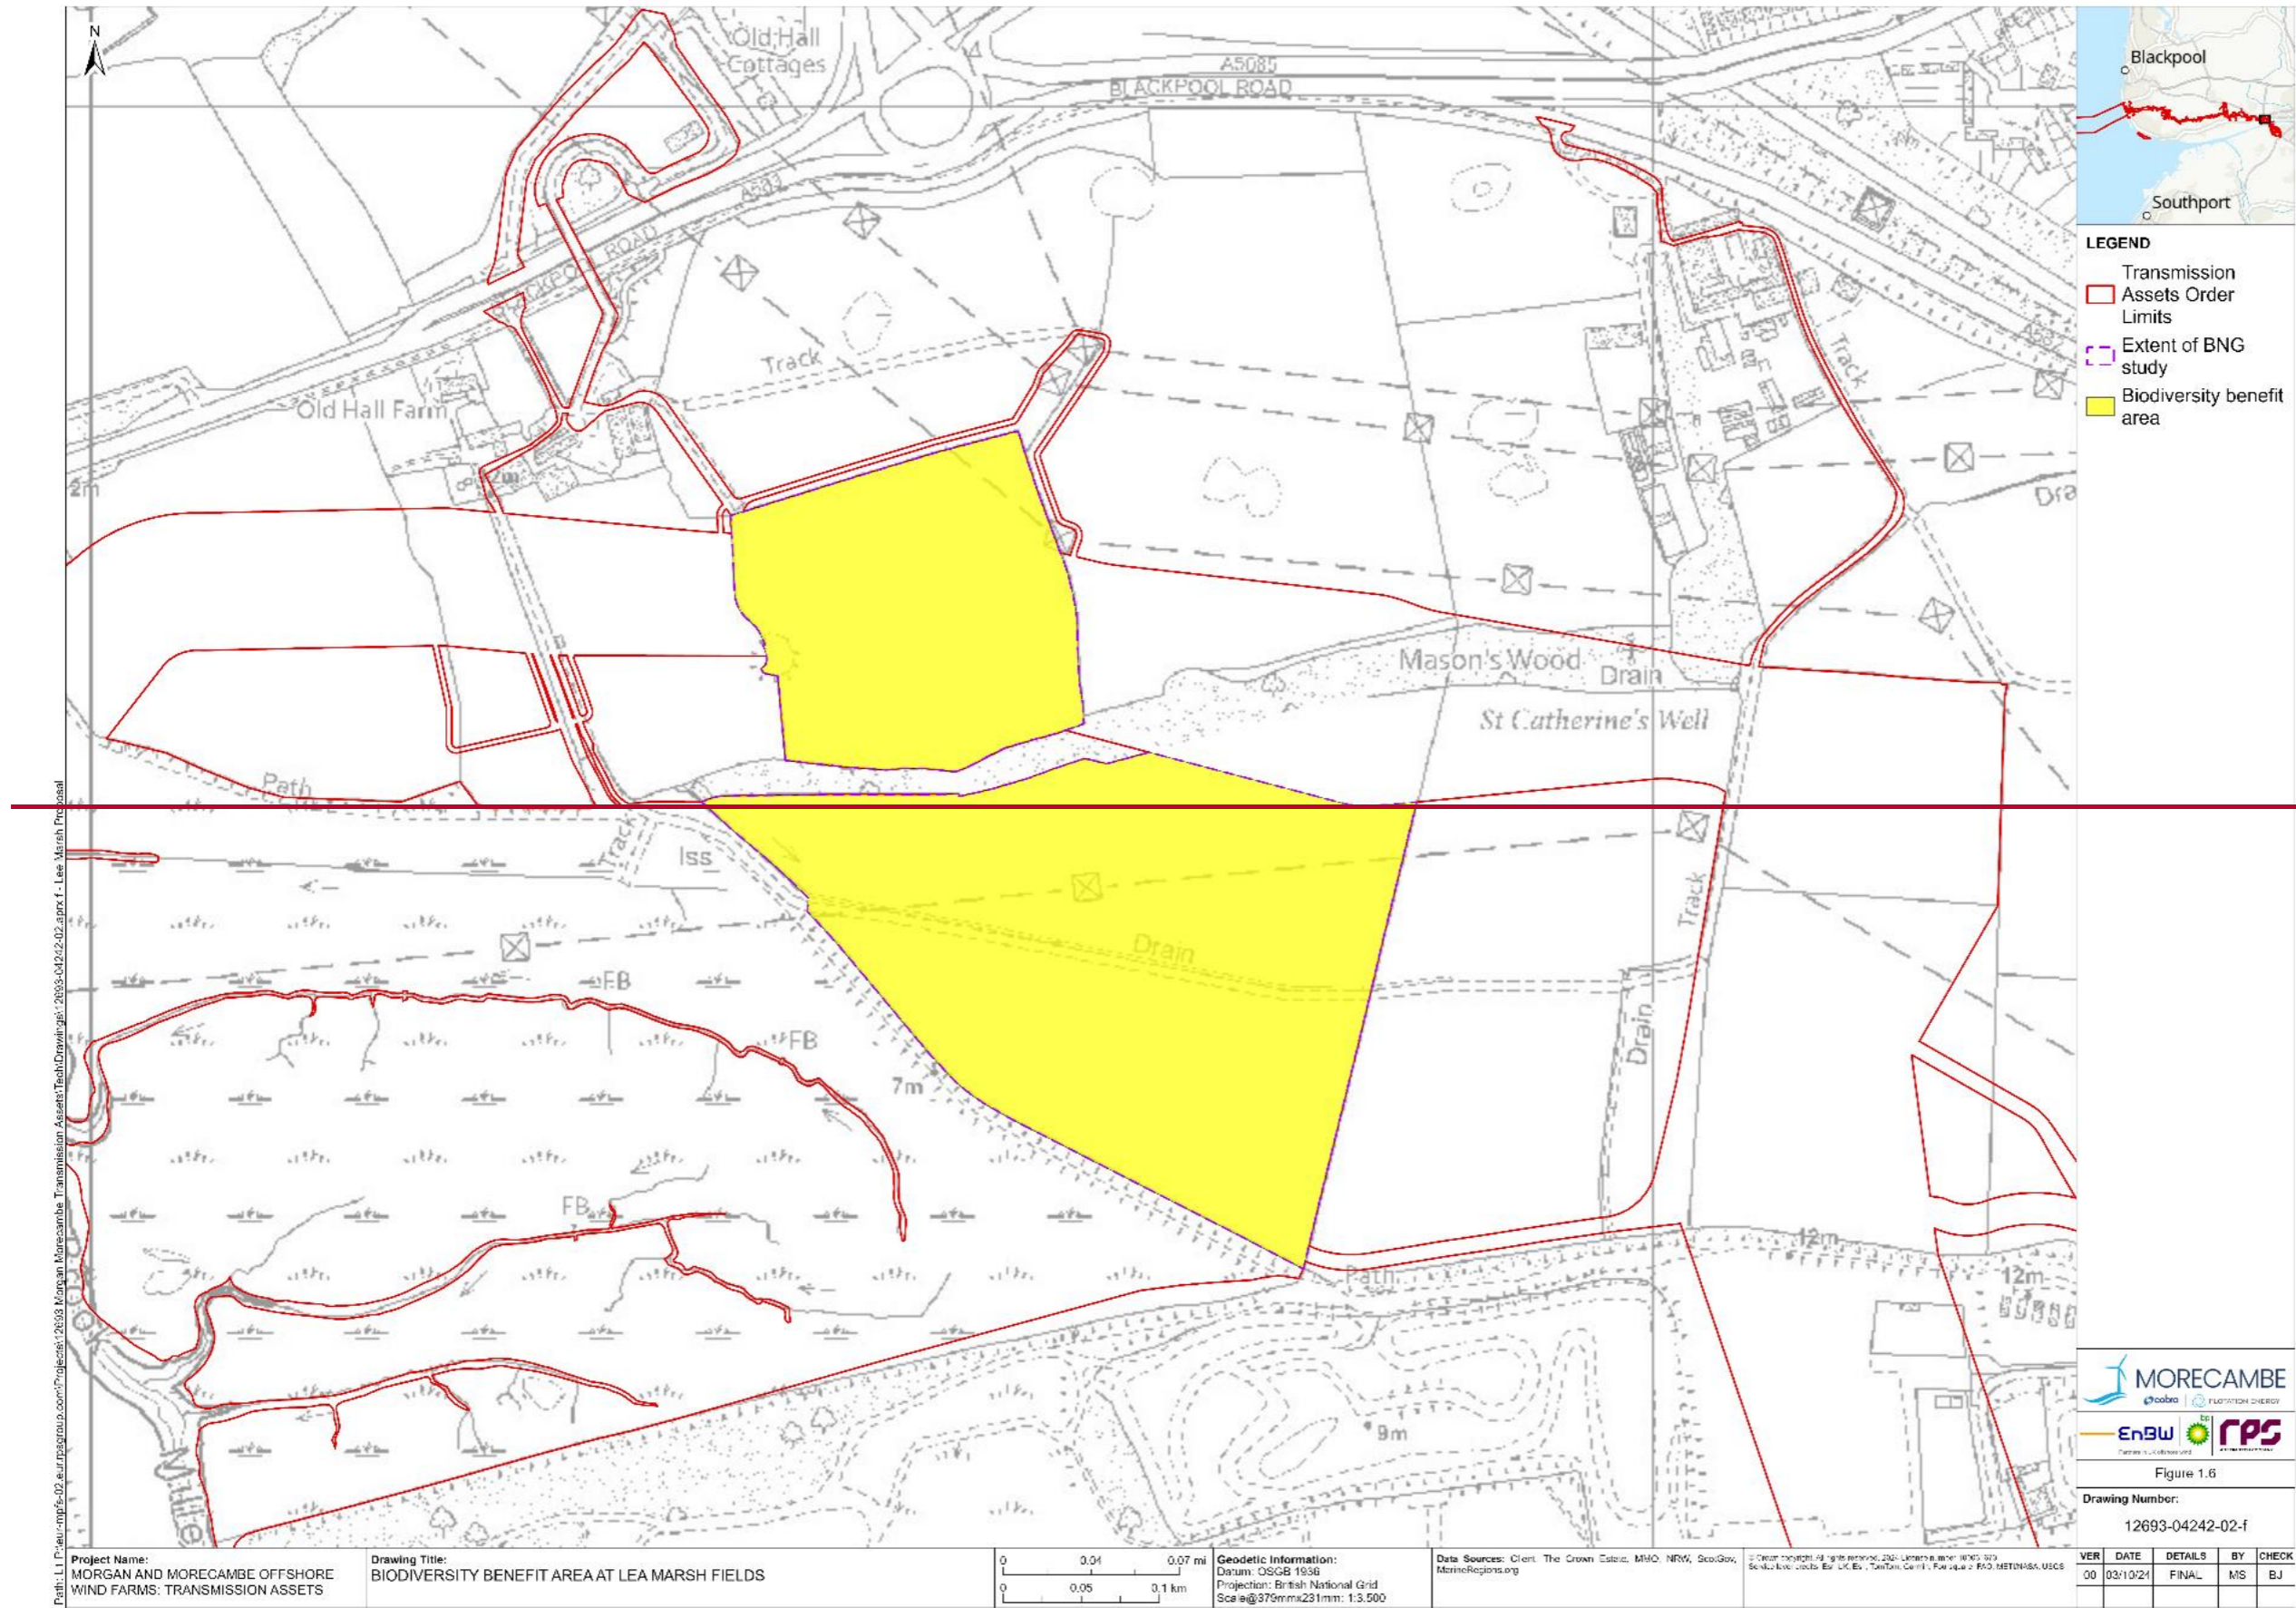 N
Old Hall
Cottages
A5085
BLACKPOOL ROAD
A583
BLACKPOOL ROAD
Track
Old Hall Farm
2m
2m
Track
Dra
Mason's Wood
Drain
St Catherine's Well
Path
Track
Iss
Drain
Track
FB
FB
Drain
7m
FB
12m
Path
12m
9m
Blackpool
Southport
LEGEND
Transmission
Assets Order
Limits
Extent of BNG
study
Biodiversity benefit
area
MORECAMBE
cobra
FLOTATION ENERGY
EnBW
bp
rps
Figure 1.6
Drawing Number:
12693-04242-02-f
Project Name:
MORGAN AND MORECAMBE OFFSHORE
WIND FARMS: TRANSMISSION ASSETS
Drawing Title:
BIODIVERSITY BENEFIT AREA AT LEA MARSH FIELDS
0 0.04 0.07 mi
0 0.05 0.1 km
Geodetic Information:
Datum: OSGB 1936
Projection: British National Grid
Scale@379mmx231mm: 1:3,500
Data Sources: Client, The Crown Estate, MMO, NRW, ScotGov,
MarineRegions.org
VER DATE DETAILS BY CHECK
00 03/10/24 FINAL MS BJ